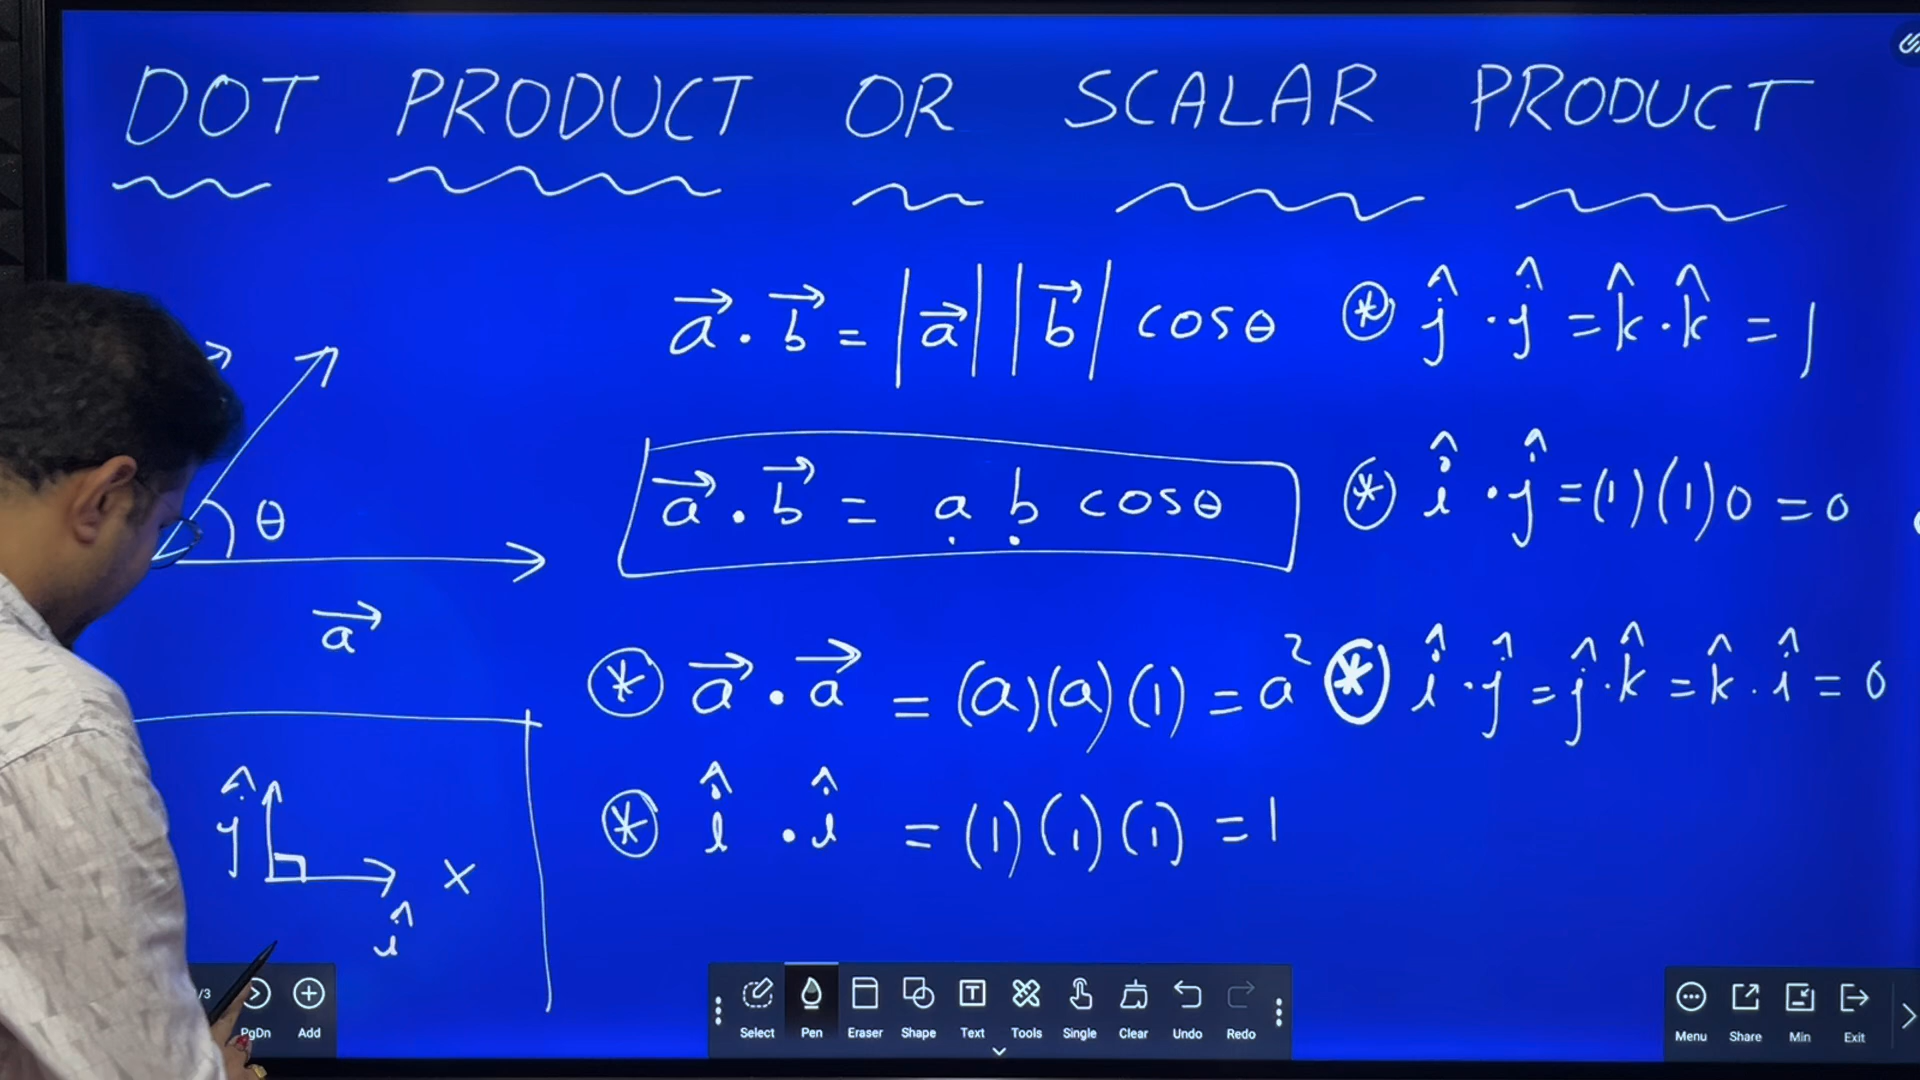 DOT PRODUCT OR SCALAR PRODUCT
θ
a⃗
ŷ
x
î
a⃗ . b⃗ = |a⃗| |b⃗| cosθ
a⃗ . b⃗ = a b cosθ
⊛ a⃗ . a⃗ = (a)(a)(1) = a²
⊛ î . î = (1)(1)(1) = 1
⊛ ĵ . ĵ = k̂ . k̂ = 1
⊛ î . ĵ = (1)(1)0 = 0
⊛ î . ĵ = ĵ . k̂ = k̂ . î = 0
/3
PgDn Add
Select Pen Eraser Shape Text Tools Single Clear Undo Redo
Menu Share Min Exit